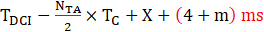 T_DCI − N_TA/2 × T_C + X + (4 + m) ms